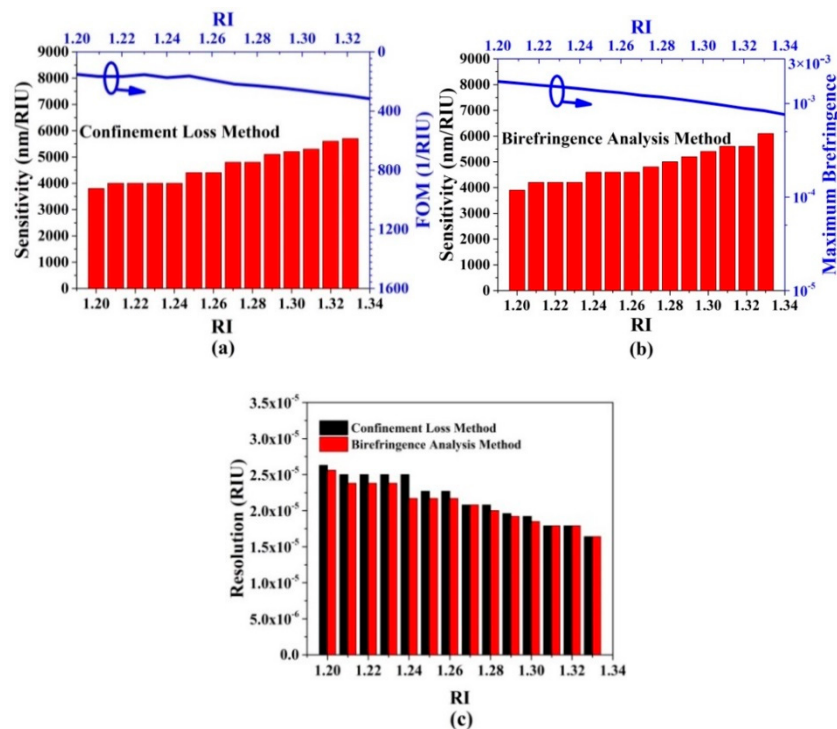 RI
1.20 1.22 1.24 1.26 1.28 1.30 1.32
9000 8000 7000 6000 5000 4000 3000 2000 1000 0
Sensitivity (nm/RIU)
Confinement Loss Method
0 400 800 1200 1600
FOM (1/RIU)
1.20 1.22 1.24 1.26 1.28 1.30 1.32 1.34
RI
(a)
RI
1.20 1.22 1.24 1.26 1.28 1.30 1.32 1.34
9000 8000 7000 6000 5000 4000 3000 2000 1000 0
Sensitivity (nm/RIU)
Birefringence Analysis Method
3×10⁻³ 10⁻³ 10⁻⁴ 10⁻⁵
Maximum Brefringence
1.20 1.22 1.24 1.26 1.28 1.30 1.32 1.34
RI
(b)
3.5x10⁻⁵ 3.0x10⁻⁵ 2.5x10⁻⁵ 2.0x10⁻⁵ 1.5x10⁻⁵ 1.0x10⁻⁵ 5.0x10⁻⁶ 0.0
Resolution (RIU)
Confinement Loss Method
Birefringence Analysis Method
1.20 1.22 1.24 1.26 1.28 1.30 1.32 1.34
RI
(c)